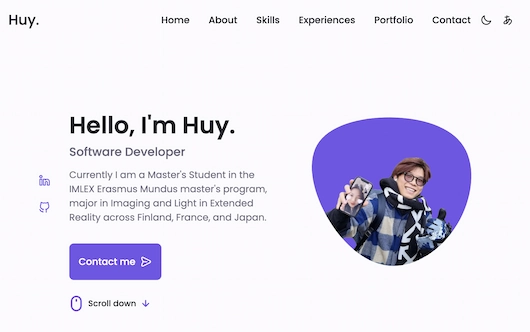 Huy.
Home About Skills Experiences Portfolio Contact あ
Hello, I'm Huy.
Software Developer
Currently I am a Master's Student in the
IMLEX Erasmus Mundus master's program,
major in Imaging and Light in Extended
Reality across Finland, France, and Japan.
Contact me
Scroll down